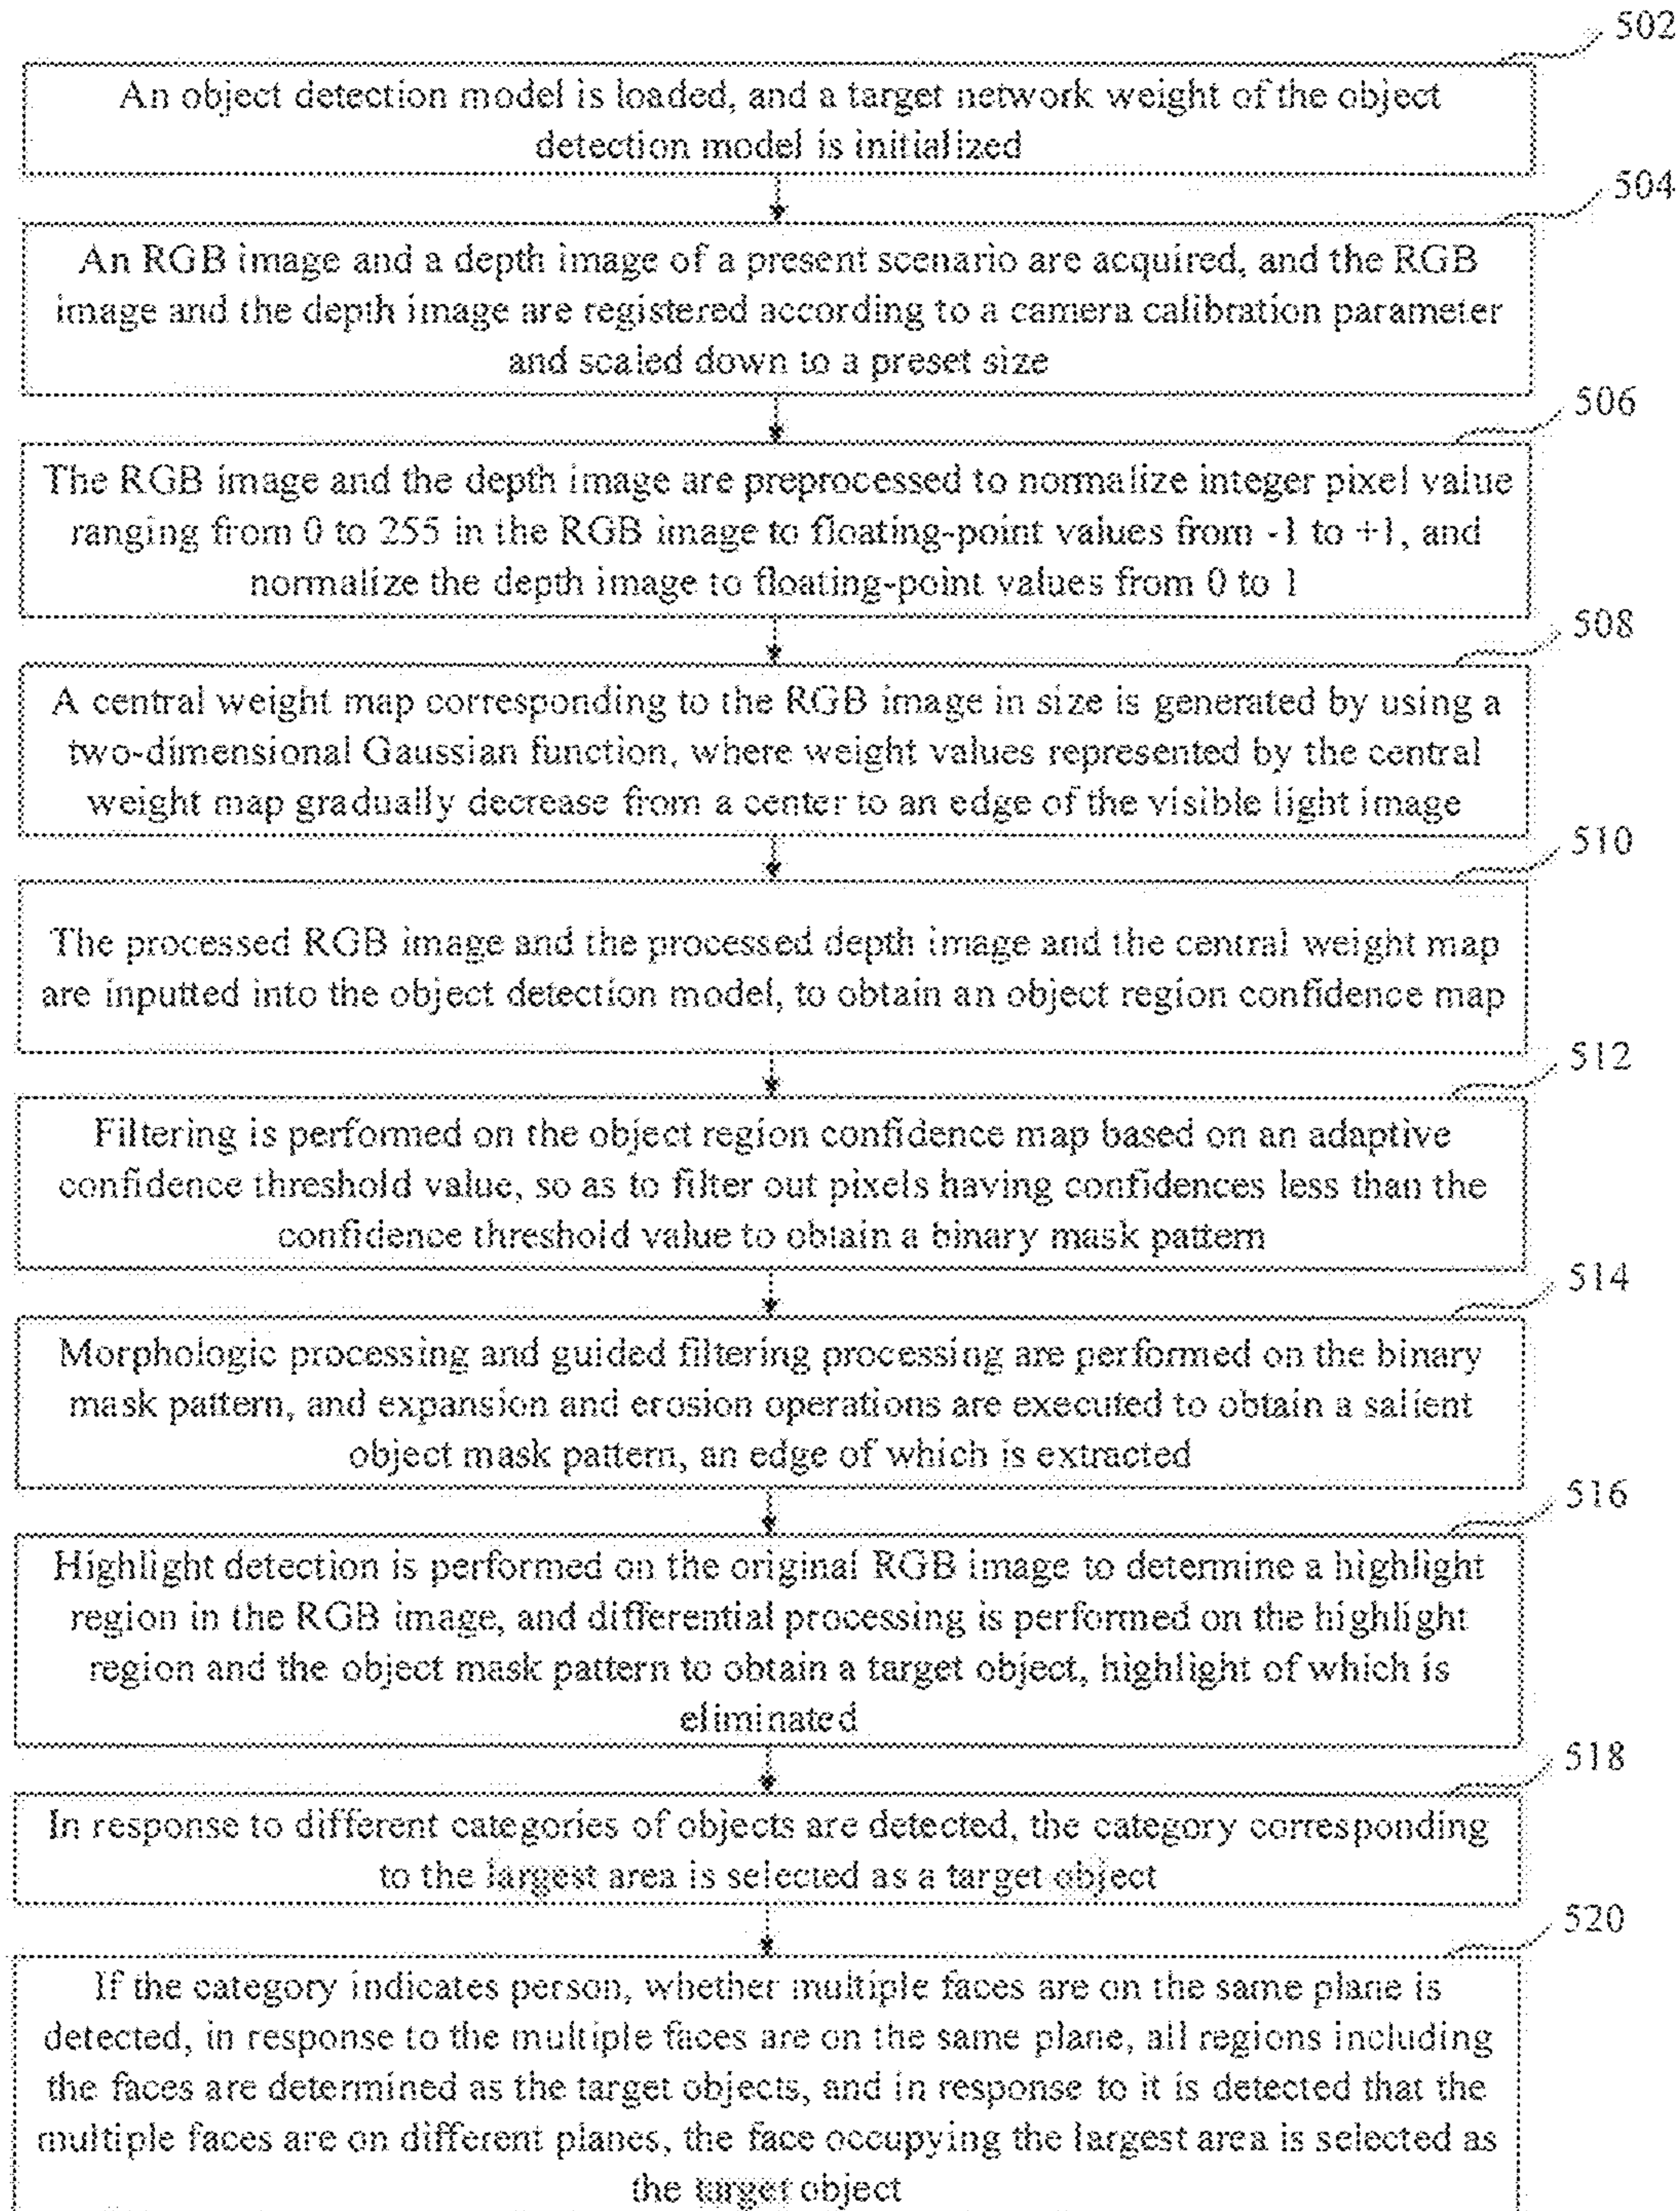 502
An object detection model is loaded, and a target network weight of the object
detection model is initialized
504
An RGB image and a depth image of a present scenario are acquired, and the RGB
image and the depth image are registered according to a camera calibration parameter
and scaled down to a preset size
506
The RGB image and the depth image are preprocessed to normalize integer pixel value
ranging from 0 to 255 in the RGB image to floating-point values from -1 to +1, and
normalize the depth image to floating-point values from 0 to 1
508
A central weight map corresponding to the RGB image in size is generated by using a
two-dimensional Gaussian function, where weight values represented by the central
weight map gradually decrease from a center to an edge of the visible light image
510
The processed RGB image and the processed depth image and the central weight map
are inputted into the object detection model, to obtain an object region confidence map
512
Filtering is performed on the object region confidence map based on an adaptive
confidence threshold value, so as to filter out pixels having confidences less than the
confidence threshold value to obtain a binary mask pattern
514
Morphologic processing and guided filtering processing are performed on the binary
mask pattern, and expansion and erosion operations are executed to obtain a salient
object mask pattern, an edge of which is extracted
516
Highlight detection is performed on the original RGB image to determine a highlight
region in the RGB image, and differential processing is performed on the highlight
region and the object mask pattern to obtain a target object, highlight of which is
eliminated
518
In response to different categories of objects are detected, the category corresponding
to the largest area is selected as a target object
520
If the category indicates person, whether multiple faces are on the same plane is
detected, in response to the multiple faces are on the same plane, all regions including
the faces are determined as the target objects, and in response to it is detected that the
multiple faces are on different planes, the face occupying the largest area is selected as
the target object